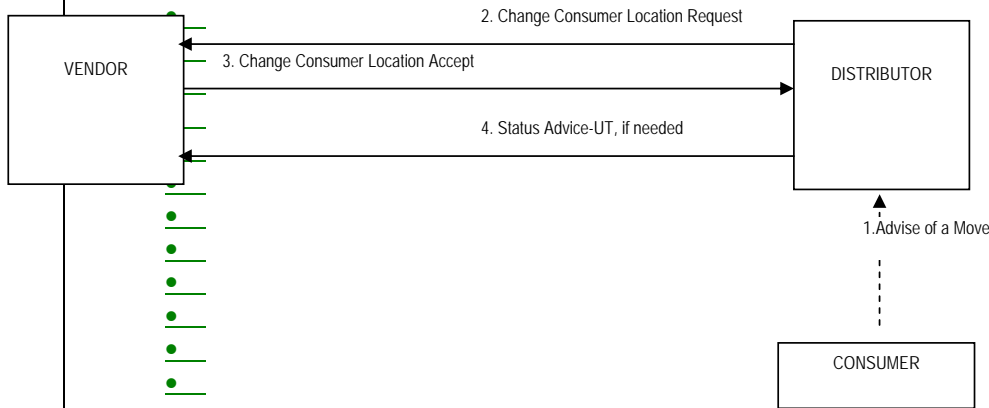 2. Change Consumer Location Request
3. Change Consumer Location Accept
VENDOR
DISTRIBUTOR
4. Status Advice-UT, if needed
1.Advise of a Move
CONSUMER